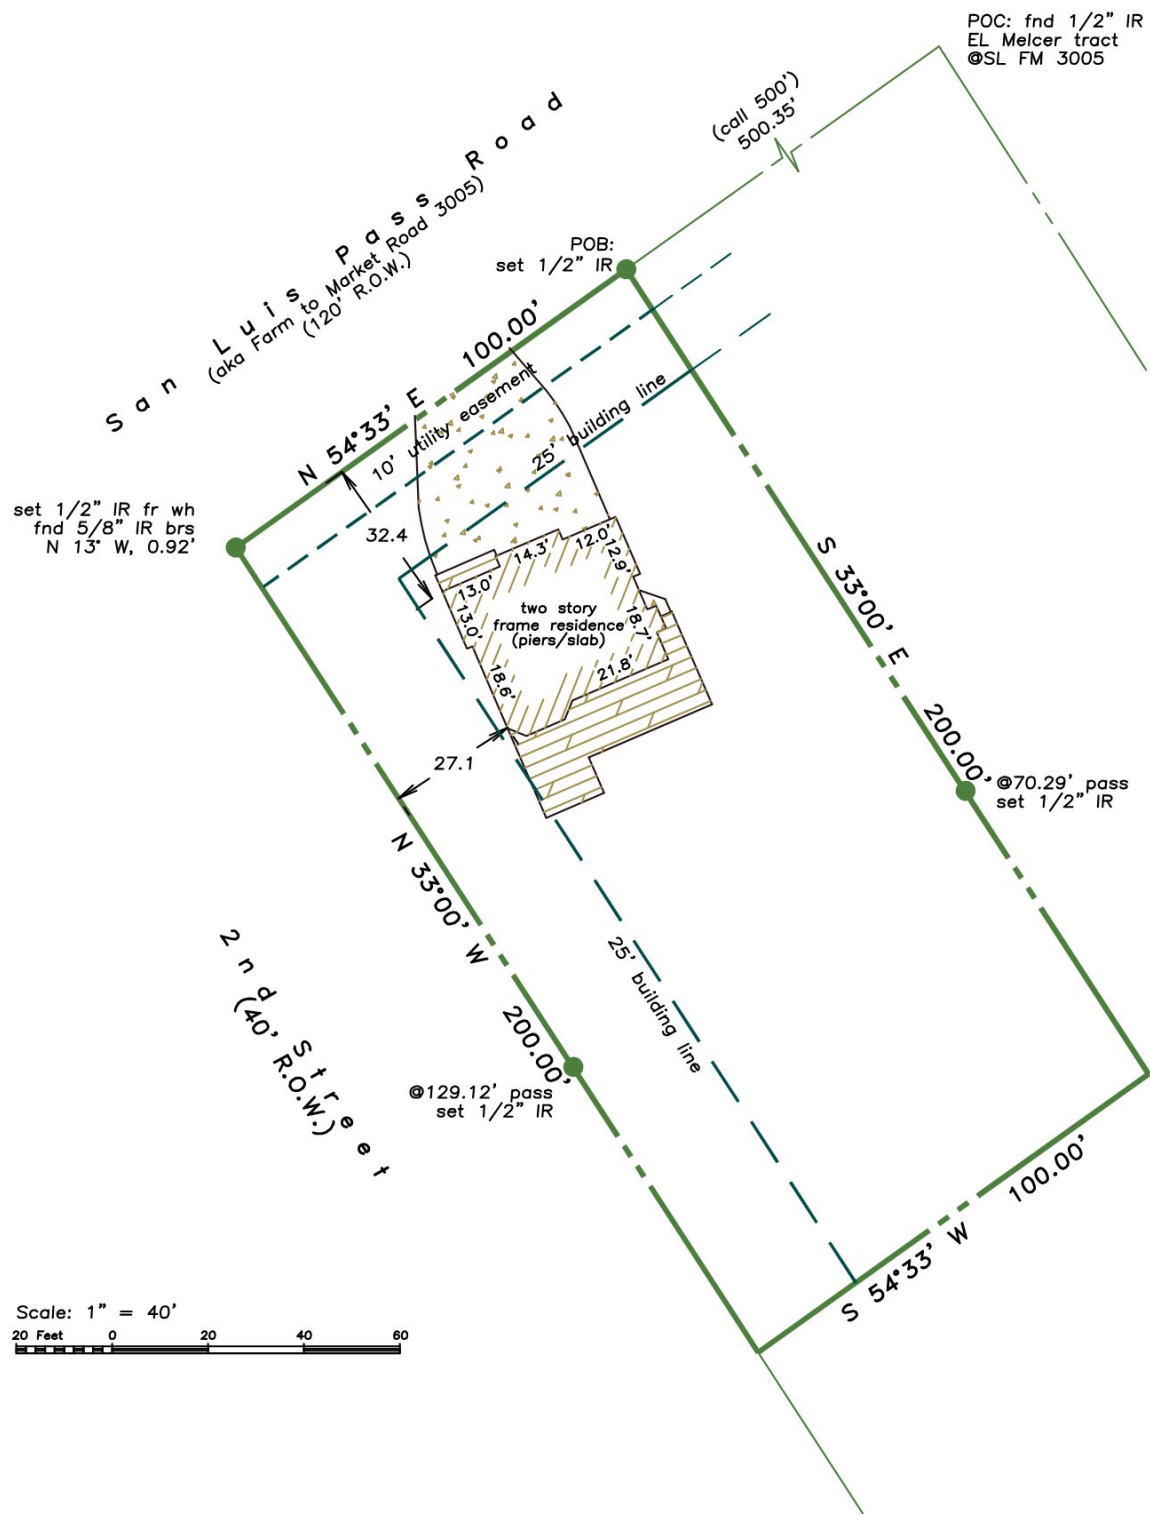 POC: fnd 1/2” IR
EL Melcer tract
@SL FM 3005
(call 500’)
500.35’
San Luis Pass Road
(aka Farm to Market Road 3005)
(120’ R.O.W.)
POB:
set 1/2” IR
N 54°33’ E 100.00’
10’ utility easement
25’ building line
set 1/2” IR fr wh
fnd 5/8” IR brs
N 13° W, 0.92’
32.4
14.3’
12.0’
12.9’
13.0’
13.0’
two story
frame residence
(piers/slab)
18.7’
21.8’
18.6’
27.1
S 33°00’ E 200.00’
@70.29’ pass
set 1/2” IR
N 33°00’ W 200.00’
2nd Street
(40’ R.O.W.)
25’ building line
@129.12’ pass
set 1/2” IR
S 54°33’ W 100.00’
Scale: 1” = 40’
20 Feet 0 20 40 60